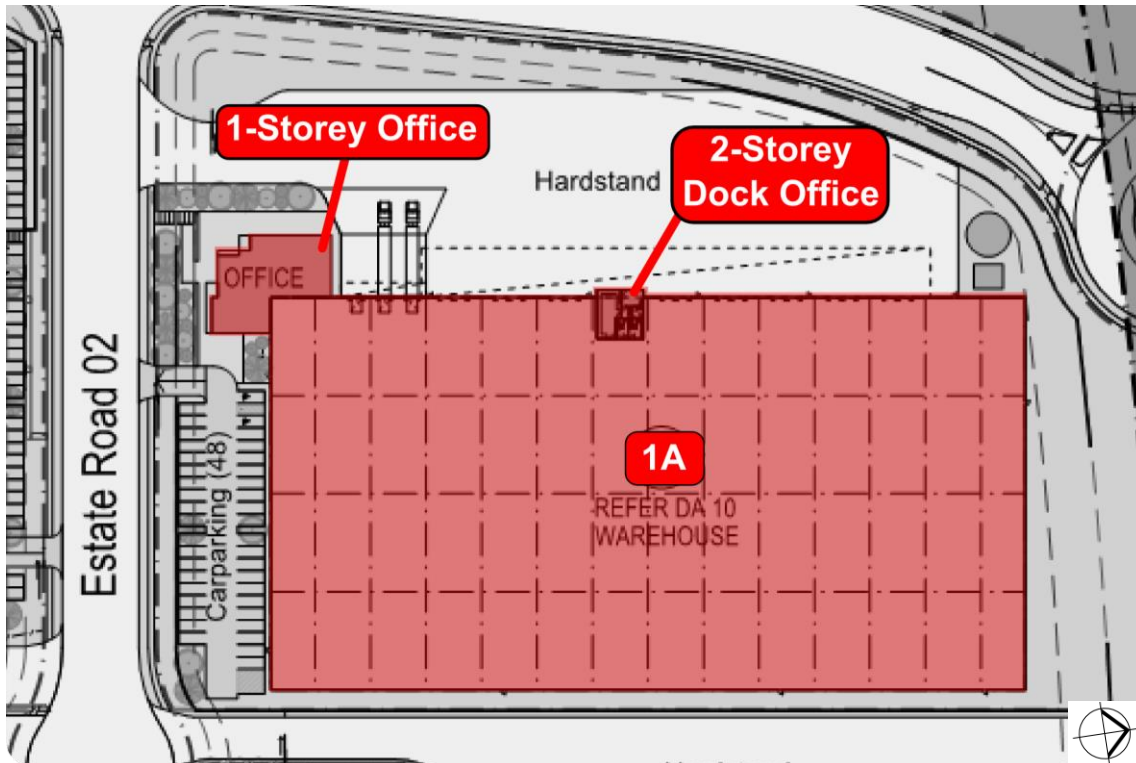 1-Storey Office
2-Storey
Dock Office
Hardstand
OFFICE
Estate Road 02
Carparking (48)
1A
REFER DA 10
WAREHOUSE